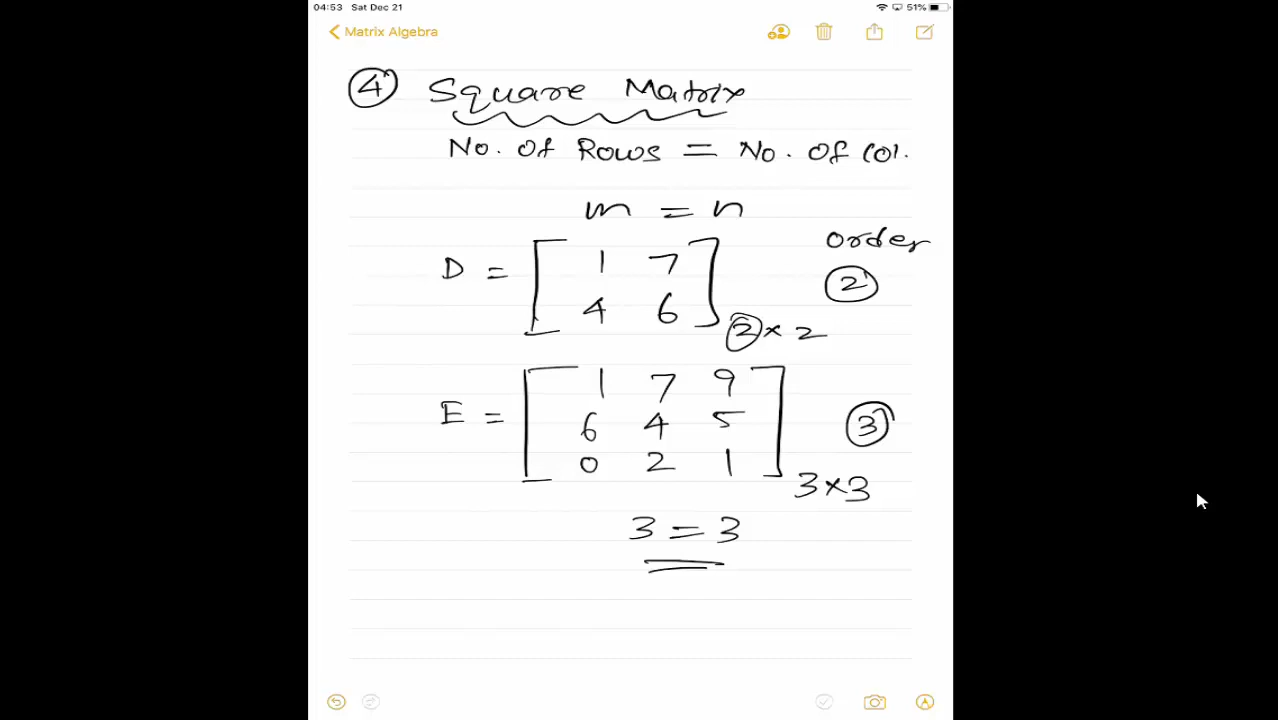 04:53 Sat Dec 21 51%
Matrix Algebra
4 Square Matrix
No. Of Rows = No. Of Col.
m = n
order
D = [ 1 7
4 6 ] 2 × 2
2
E = [ 1 7 9
6 4 5
0 2 1 ] 3×3
3
3 = 3